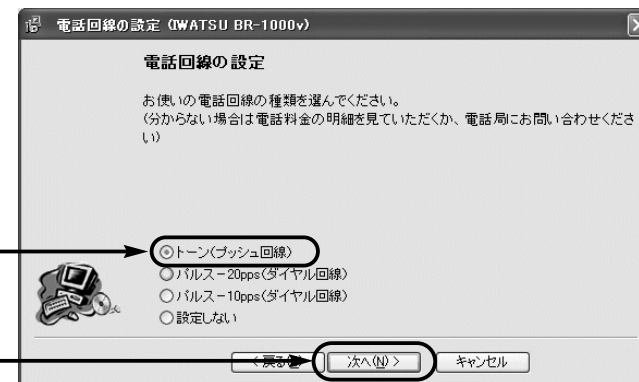 電話回線の設定 (IWATSU BR-1000v)
電話回線の設定
お使いの電話回線の種類を選んでください。
(分からない場合は電話料金の明細を見ていただくか、電話局にお問い合わせくださ
い)
トーン(プッシュ回線)
パルス-20pps(ダイヤル回線)
パルス-10pps(ダイヤル回線)
設定しない
< 戻る 次へ(N) > キャンセル